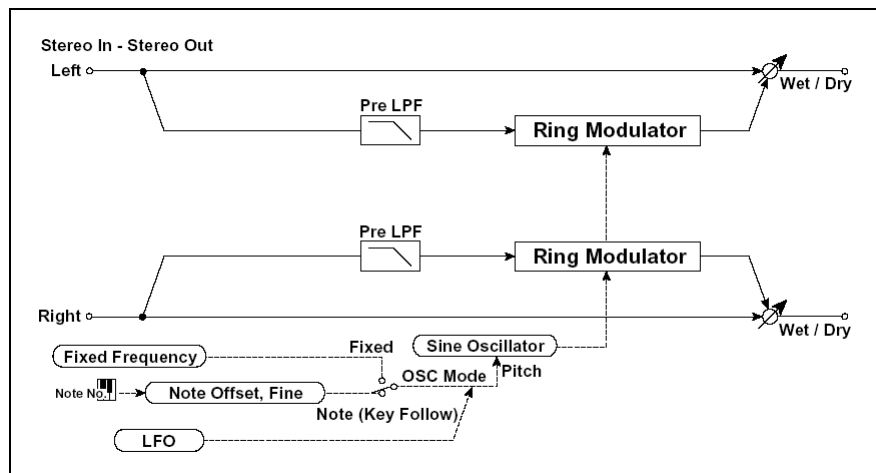 Stereo In - Stereo Out
Left
Wet / Dry
Pre LPF
Ring Modulator
Pre LPF
Ring Modulator
Right
Wet / Dry
Fixed Frequency
Fixed
Sine Oscillator
OSC Mode
Pitch
Note No.
Note Offset, Fine
Note (Key Follow)
LFO